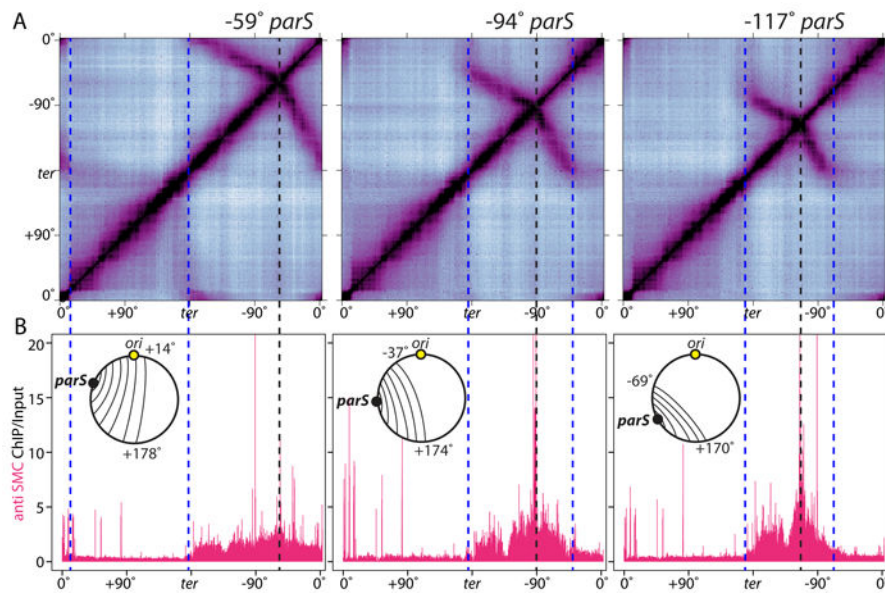 A
-59˚ parS
-94˚ parS
-117˚ parS
0˚
-90˚
ter
+90˚
0˚
0˚ +90˚ ter -90˚ 0˚
0˚ +90˚ ter -90˚ 0˚
0˚ +90˚ ter -90˚ 0˚
B
anti SMC ChIP/Input
20
15
10
5
0
ori
+14˚
parS
+178˚
ori
-37˚
parS
+174˚
ori
-69˚
parS
+170˚
0˚ +90˚ ter -90˚ 0˚
0˚ +90˚ ter -90˚ 0˚
0˚ +90˚ ter -90˚ 0˚